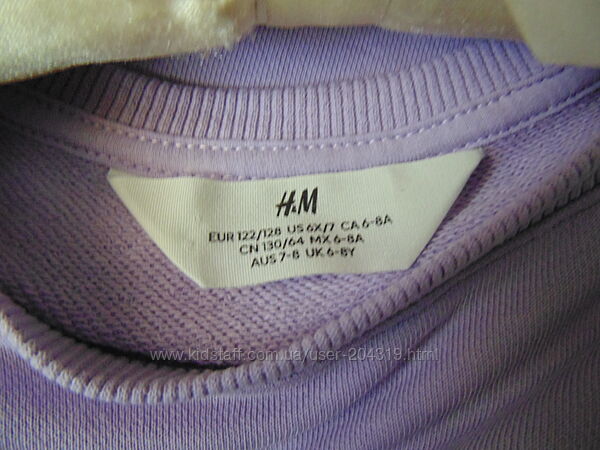 H&M
EUR 122/128 US 6X/7 CA 6-8A
CN 130/64 MX 6-8A
AUS 7-8 UK 6-8Y
www.kidstaff.com.ua/user-204319.html